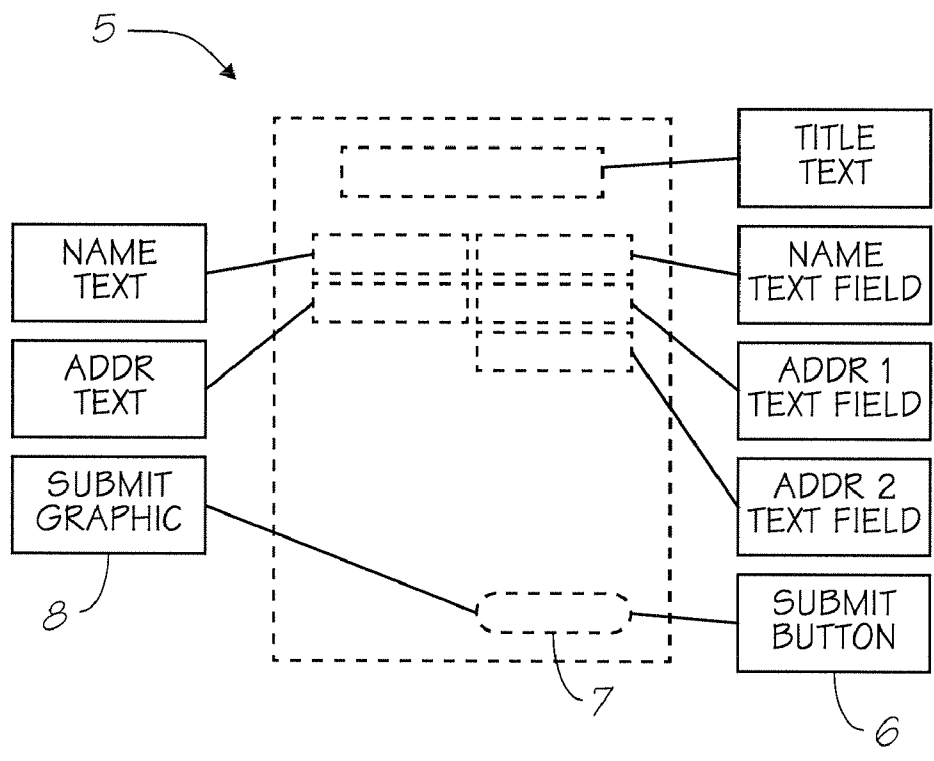 5
TITLE
TEXT
NAME
TEXT
NAME
TEXT FIELD
ADDR
TEXT
ADDR 1
TEXT FIELD
SUBMIT
GRAPHIC
ADDR 2
TEXT FIELD
8
SUBMIT
BUTTON
7
6